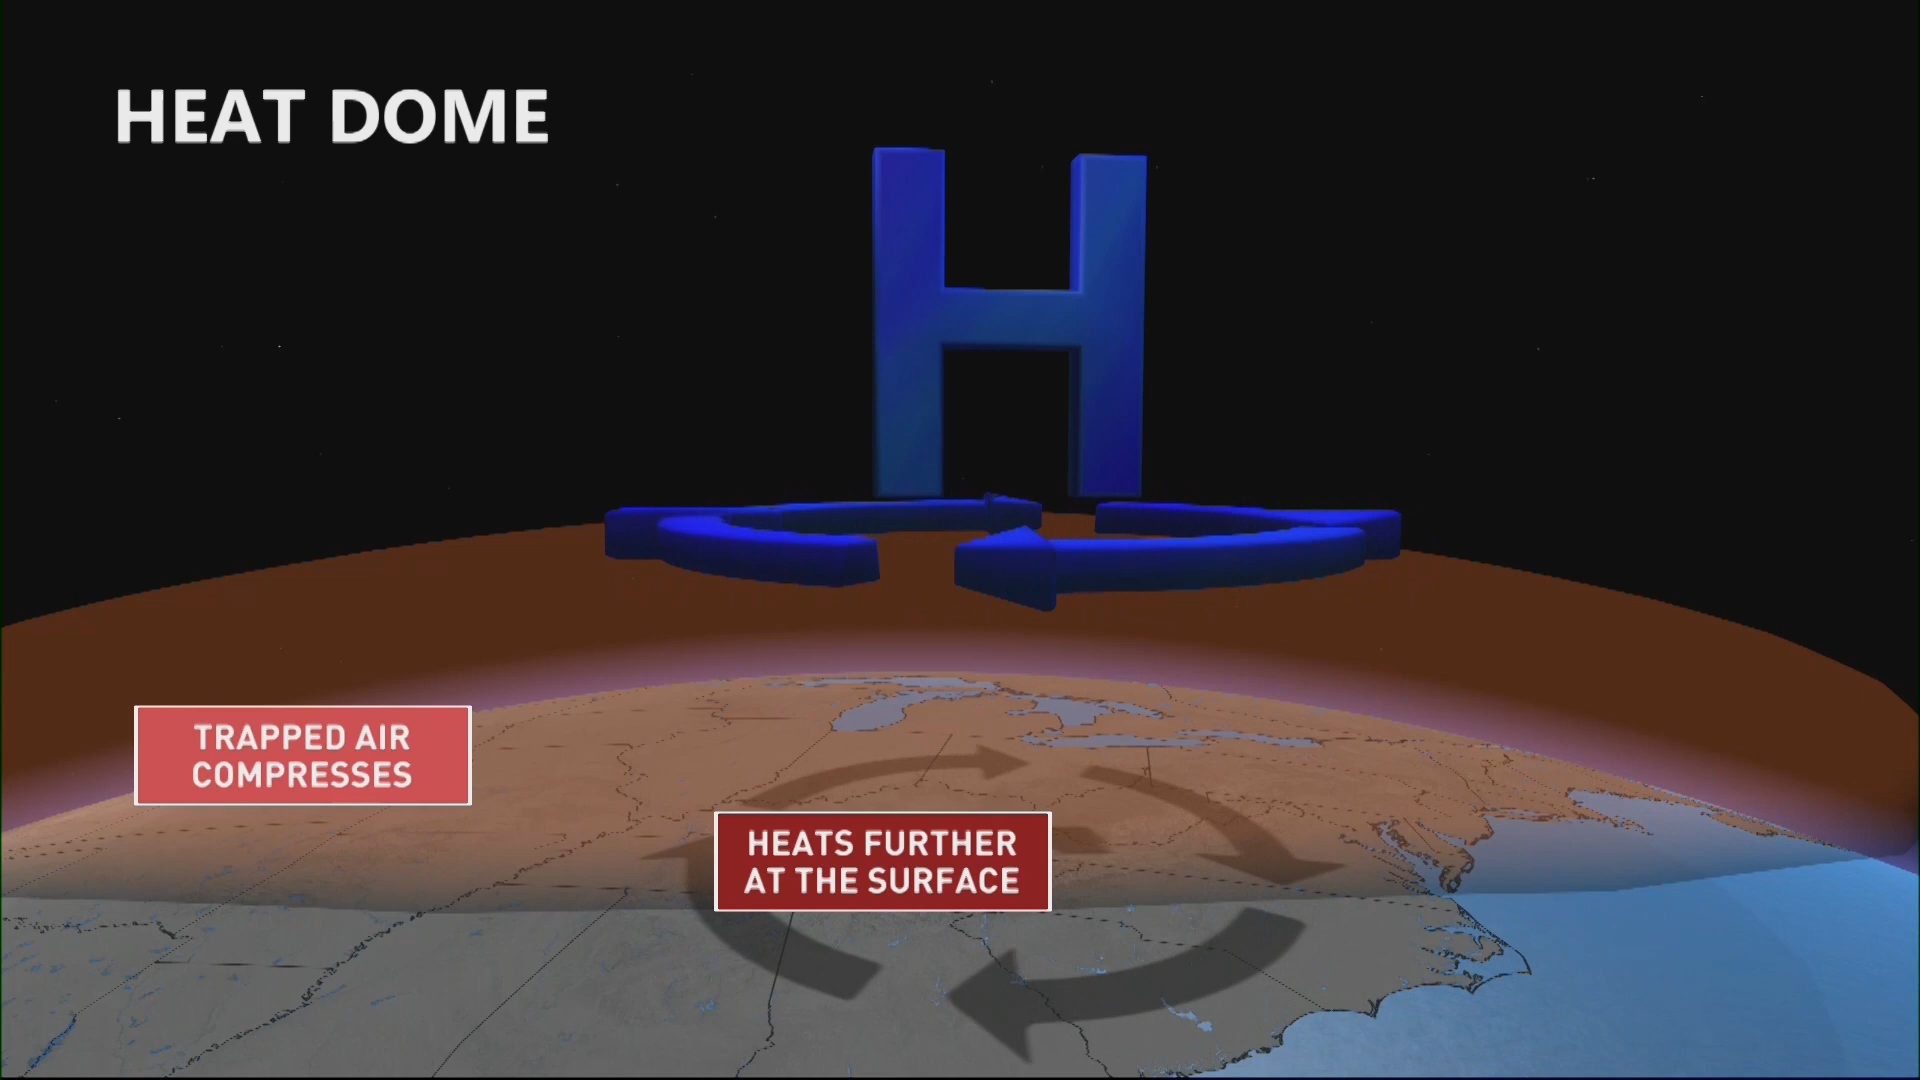 HEAT DOME
H
TRAPPED AIR
COMPRESSES
HEATS FURTHER
AT THE SURFACE